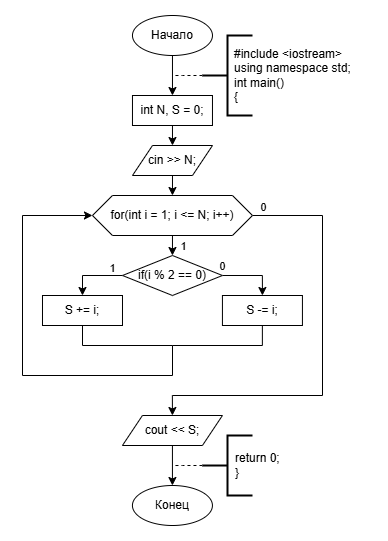 Начало
#include <iostream>
using namespace std;
int main()
{
int N, S = 0;
cin >> N;
for(int i = 1; i <= N; i++)
0
1
1
if(i % 2 == 0)
0
S += i;
S -= i;
cout << S;
return 0;
}
Конец